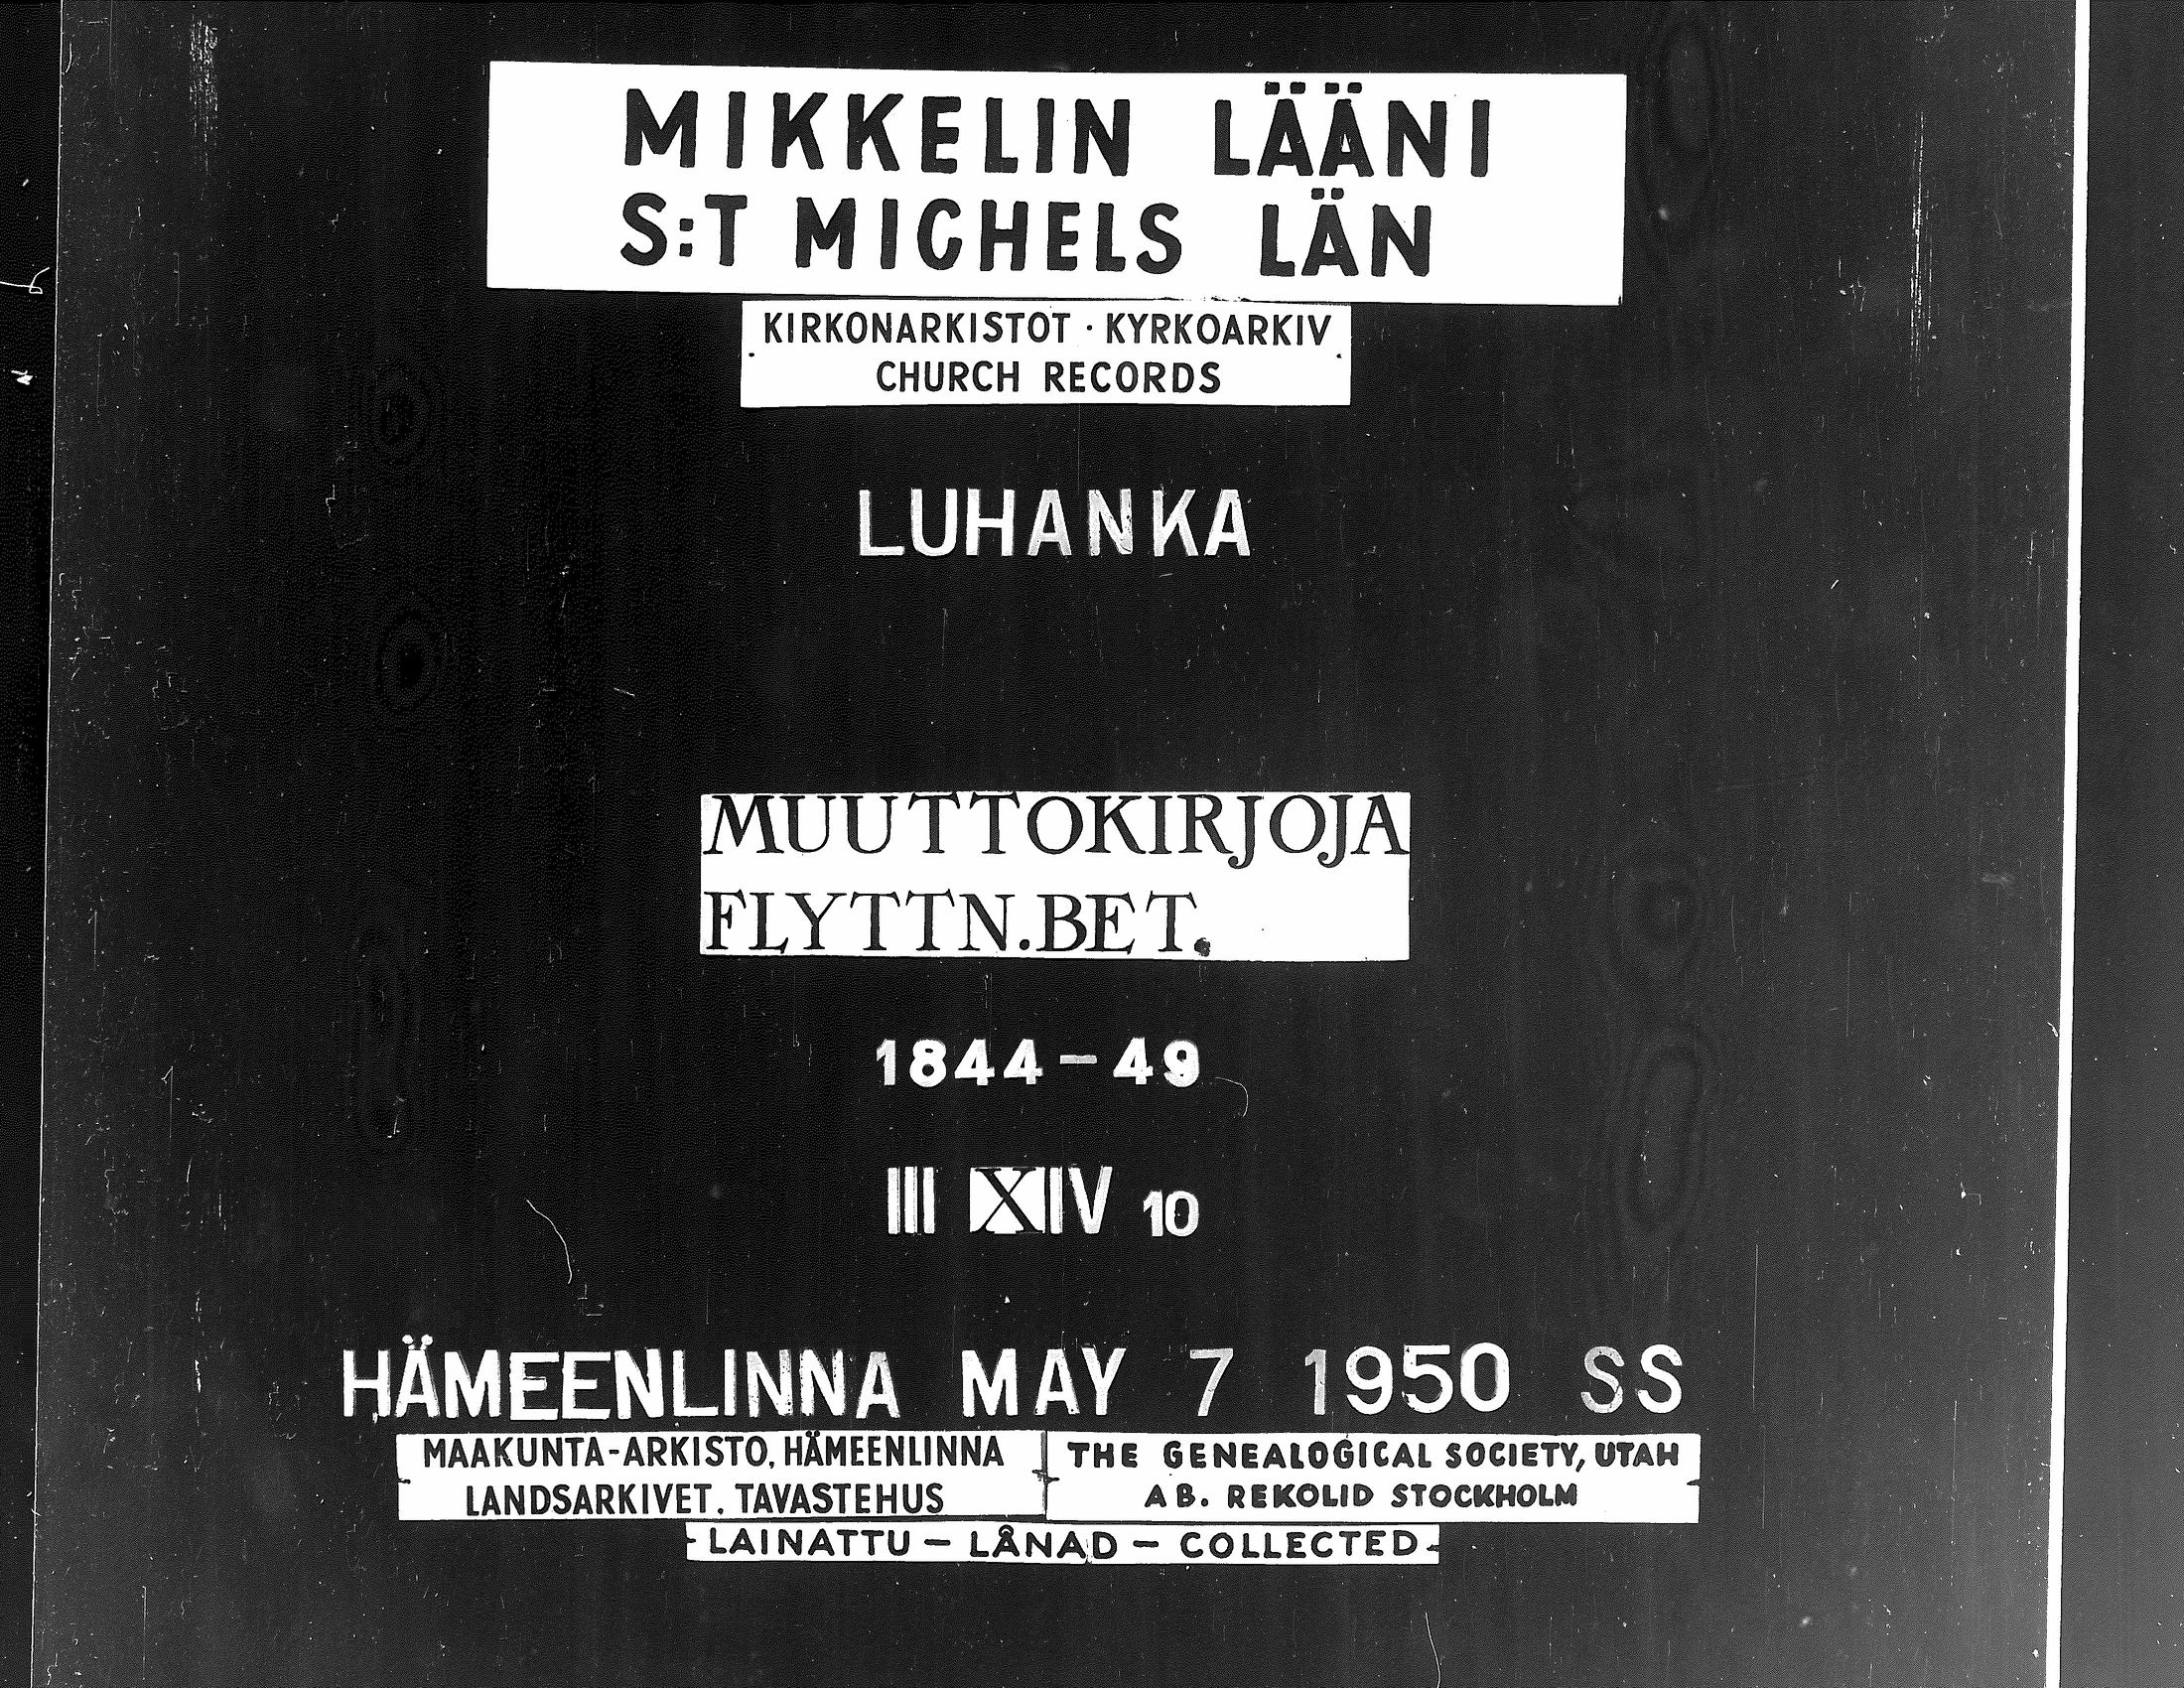 MIKKELIN LÄÄNI
S:T MICHELS LÄN
KIRKONARKISTOT · KYRKOARKIV
CHURCH RECORDS
LUHANKA
MUUTTOKIRJOJA
FLYTTN.BET.
1844-49
III XIV 10
HÄMEENLINNA MAY 7 1950 SS
MAAKUNTA-ARKISTO, HÄMEENLINNA
LANDSARKIVET. TAVASTEHUS
THE GENEALOGICAL SOCIETY, UTAH
AB. REKOLID STOCKHOLM
LAINATTU - LÅNAD - COLLECTED